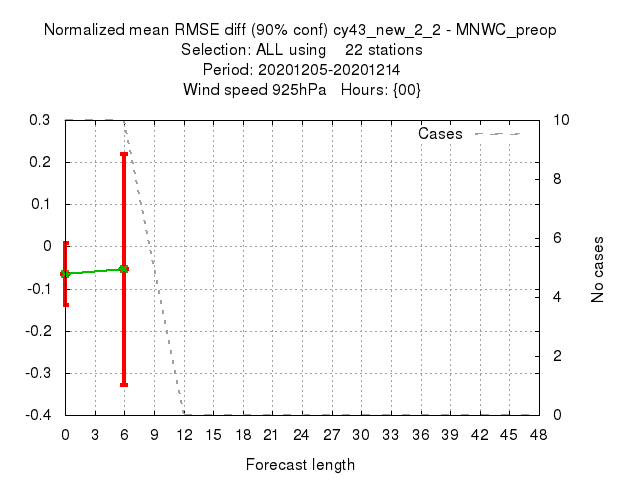 Normalized mean RMSE diff (90% conf) cy43_new_2_2 - MNWC_preop
Selection: ALL using 22 stations
Period: 20201205-20201214
Wind speed 925hPa Hours: {00}
Cases
0.3
0.2
0.1
0
-0.1
-0.2
-0.3
-0.4
10
8
6
4
2
0
No cases
0 3 6 9 12 15 18 21 24 27 30 33 36 39 42 45 48
Forecast length